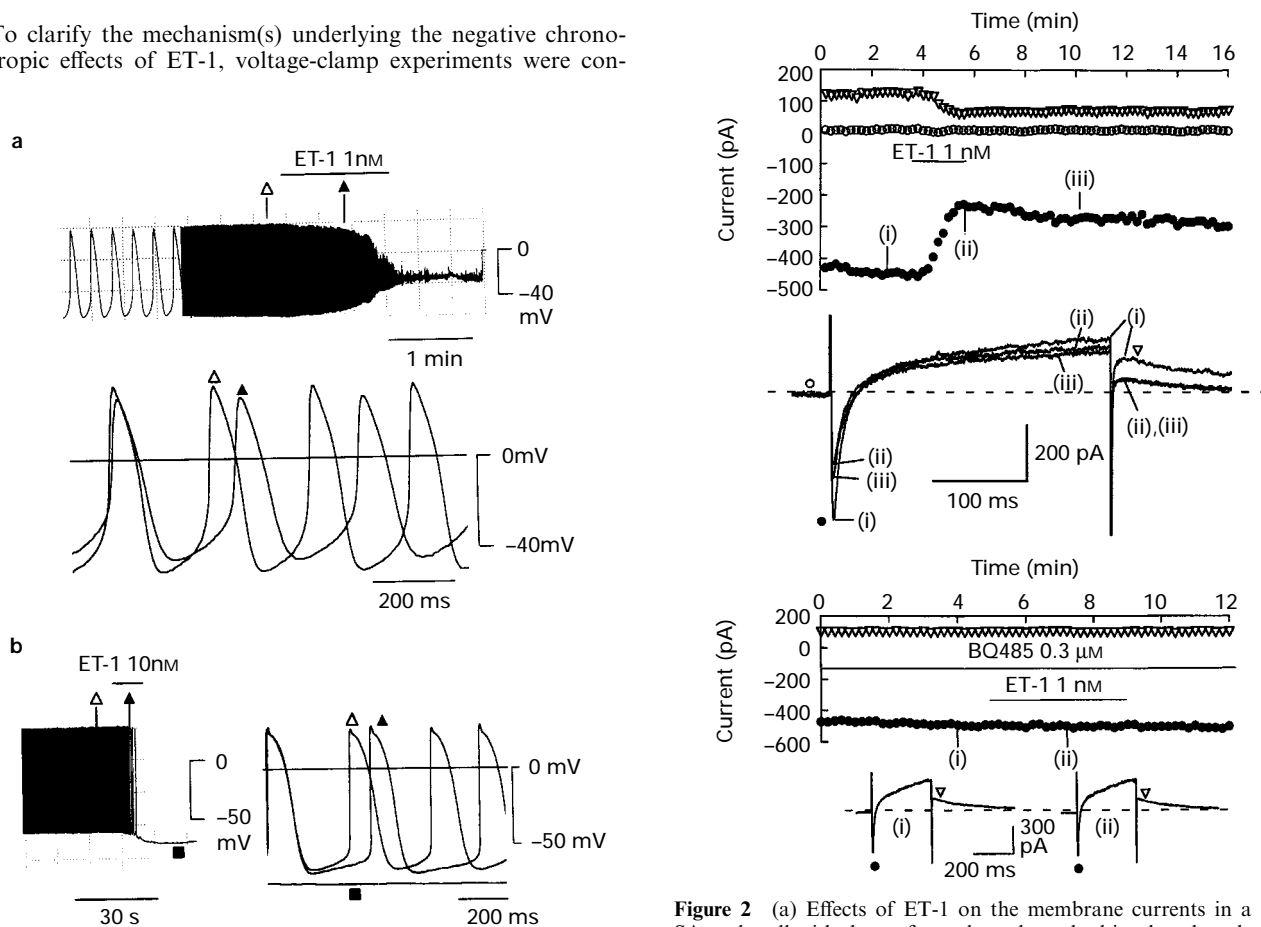 To clarify the mechanism(s) underlying the negative chrono-
tropic effects of ET-1, voltage-clamp experiments were con-
a
ET-1 1nM
0
−40
mV
1 min
0mV
−40mV
200 ms
b
ET-1 10nM
0
−50
mV
30 s
0 mV
−50 mV
200 ms
Time (min)
0 2 4 6 8 10 12 14 16
200
100
0
−100
−200
−300
−400
−500
Current (pA)
ET-1 1 nM
(i)
(ii)
(iii)
(ii) (i)
(iii)
(ii)
(iii)
(i)
(ii),(iii)
200 pA
100 ms
Time (min)
0 2 4 6 8 10 12
200
0
−200
−400
−600
Current (pA)
BQ485 0.3 µM
ET-1 1 nM
(i) (ii)
(i) (ii)
300
pA
200 ms
Figure 2 (a) Effects of ET-1 on the membrane currents in a